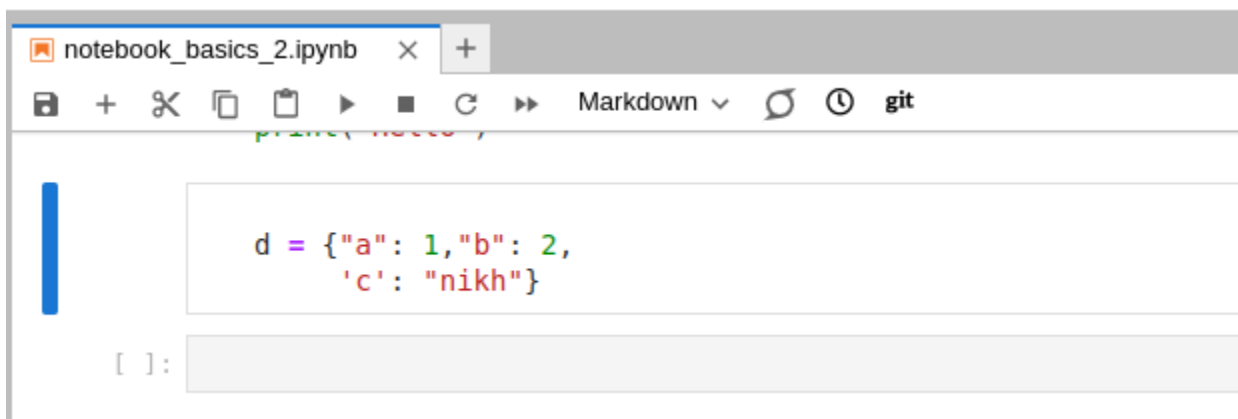 notebook_basics_2.ipynb
Markdown git
d = {"a": 1,"b": 2,
'c': "nikh"}
[ ]: